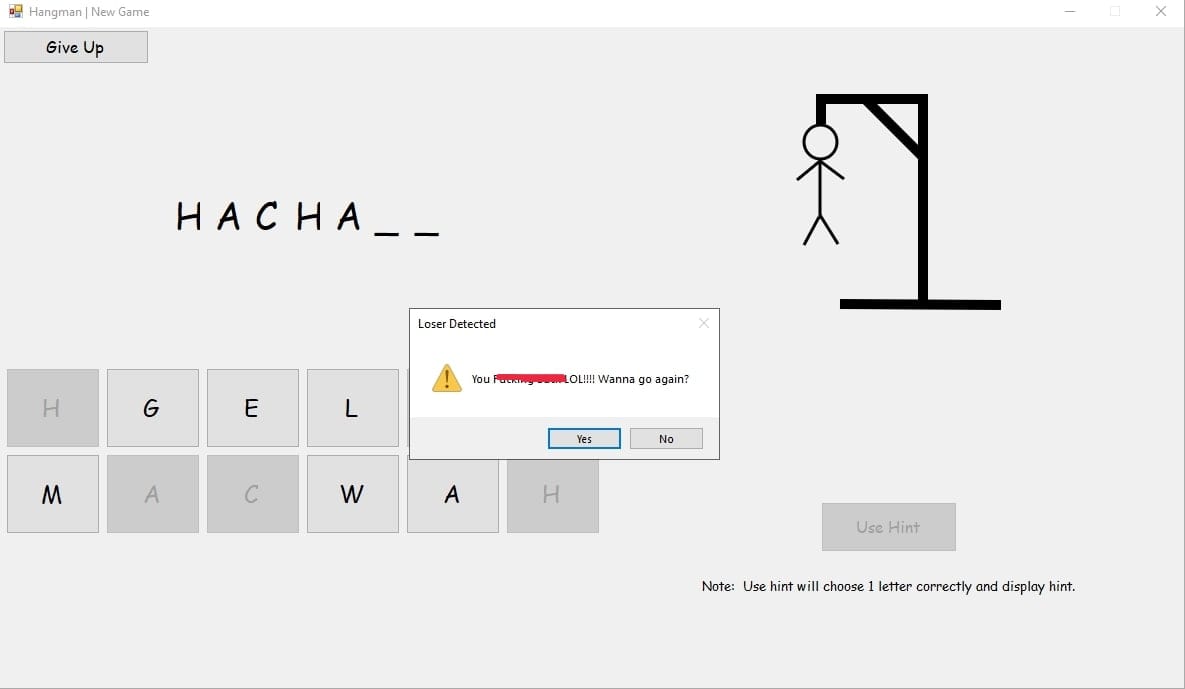 Hangman | New Game
Give Up
H A C H A _ _
Loser Detected
You LOL!!!! Wanna go again?
Yes No
H G E L
M A C W A H
Use Hint
Note: Use hint will choose 1 letter correctly and display hint.